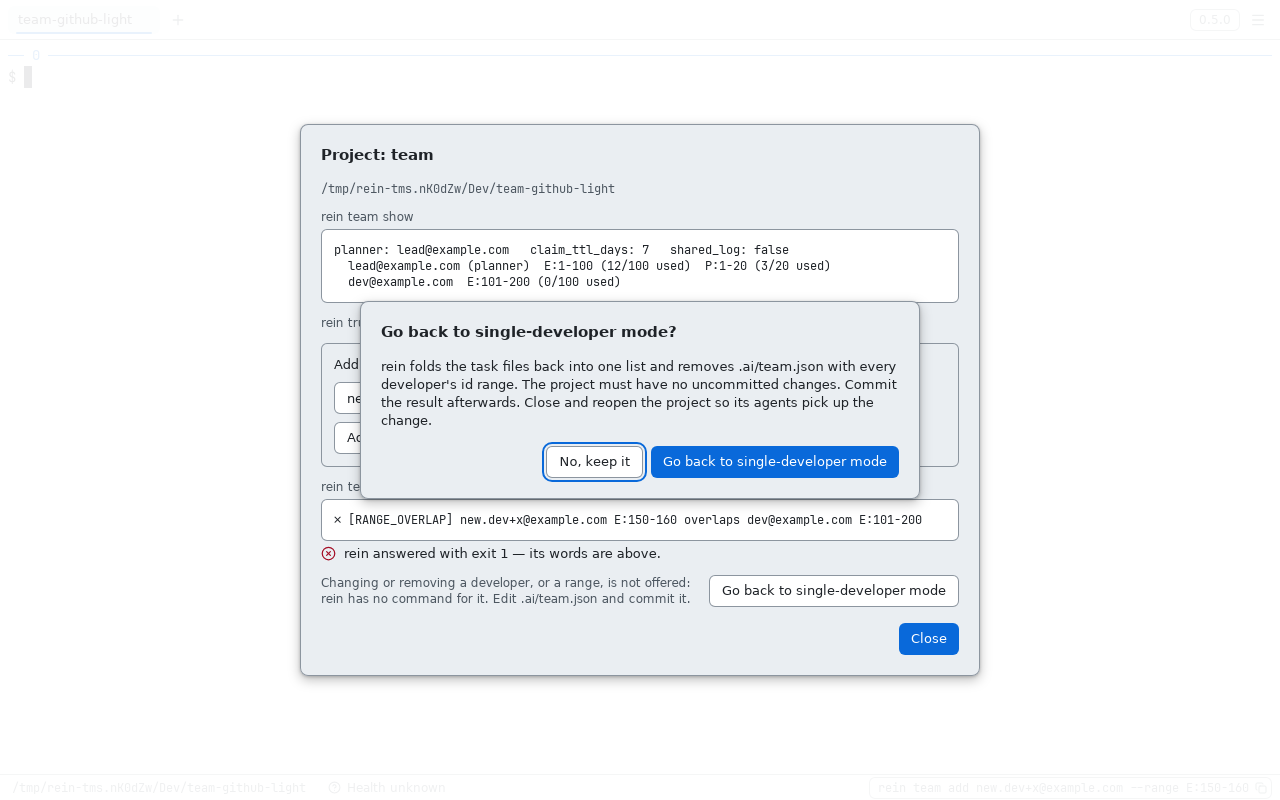 team-github-light +
0.5.0
0
$
Project: team
/tmp/rein-tms.nK0dZw/Dev/team-github-light
rein team show
planner: lead@example.com claim_ttl_days: 7 shared_log: false
lead@example.com (planner) E:1-100 (12/100 used) P:1-20 (3/20 used)
dev@example.com E:101-200 (0/100 used)
rein tru
Add
ne
Ad
rein te
Go back to single-developer mode?
rein folds the task files back into one list and removes .ai/team.json with every
developer's id range. The project must have no uncommitted changes. Commit
the result afterwards. Close and reopen the project so its agents pick up the
change.
No, keep it
Go back to single-developer mode
× [RANGE_OVERLAP] new.dev+x@example.com E:150-160 overlaps dev@example.com E:101-200
rein answered with exit 1 — its words are above.
Changing or removing a developer, or a range, is not offered:
rein has no command for it. Edit .ai/team.json and commit it.
Go back to single-developer mode
Close
/tmp/rein-tms.nK0dZw/Dev/team-github-light
Health unknown
rein team add new.dev+x@example.com --range E:150-160